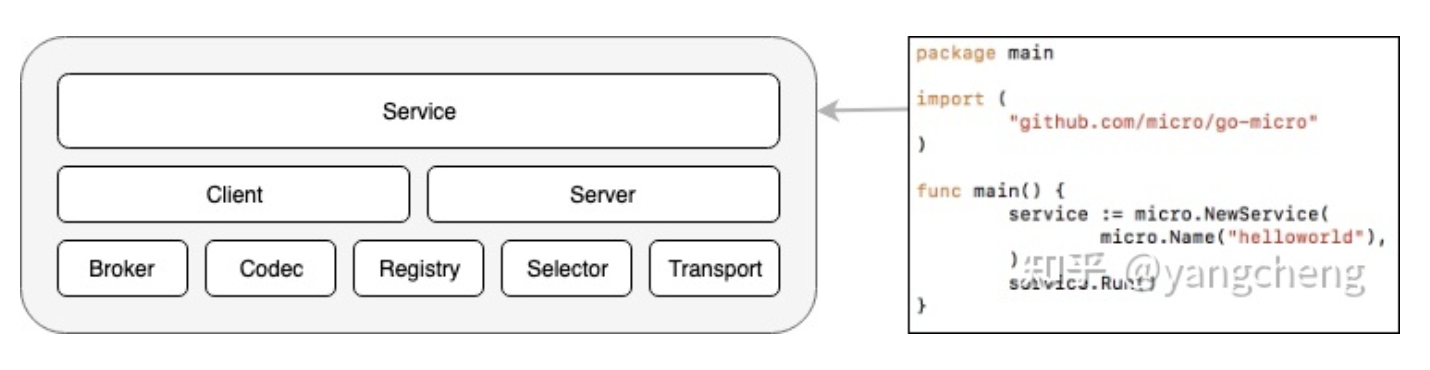 Service
Client
Server
Broker
Codec
Registry
Selector
Transport
package main
import (
"github.com/micro/go-micro"
)
func main() {
service := micro.NewService(
micro.Name("helloworld"),
)
service.Run()
}
知乎 @yangcheng